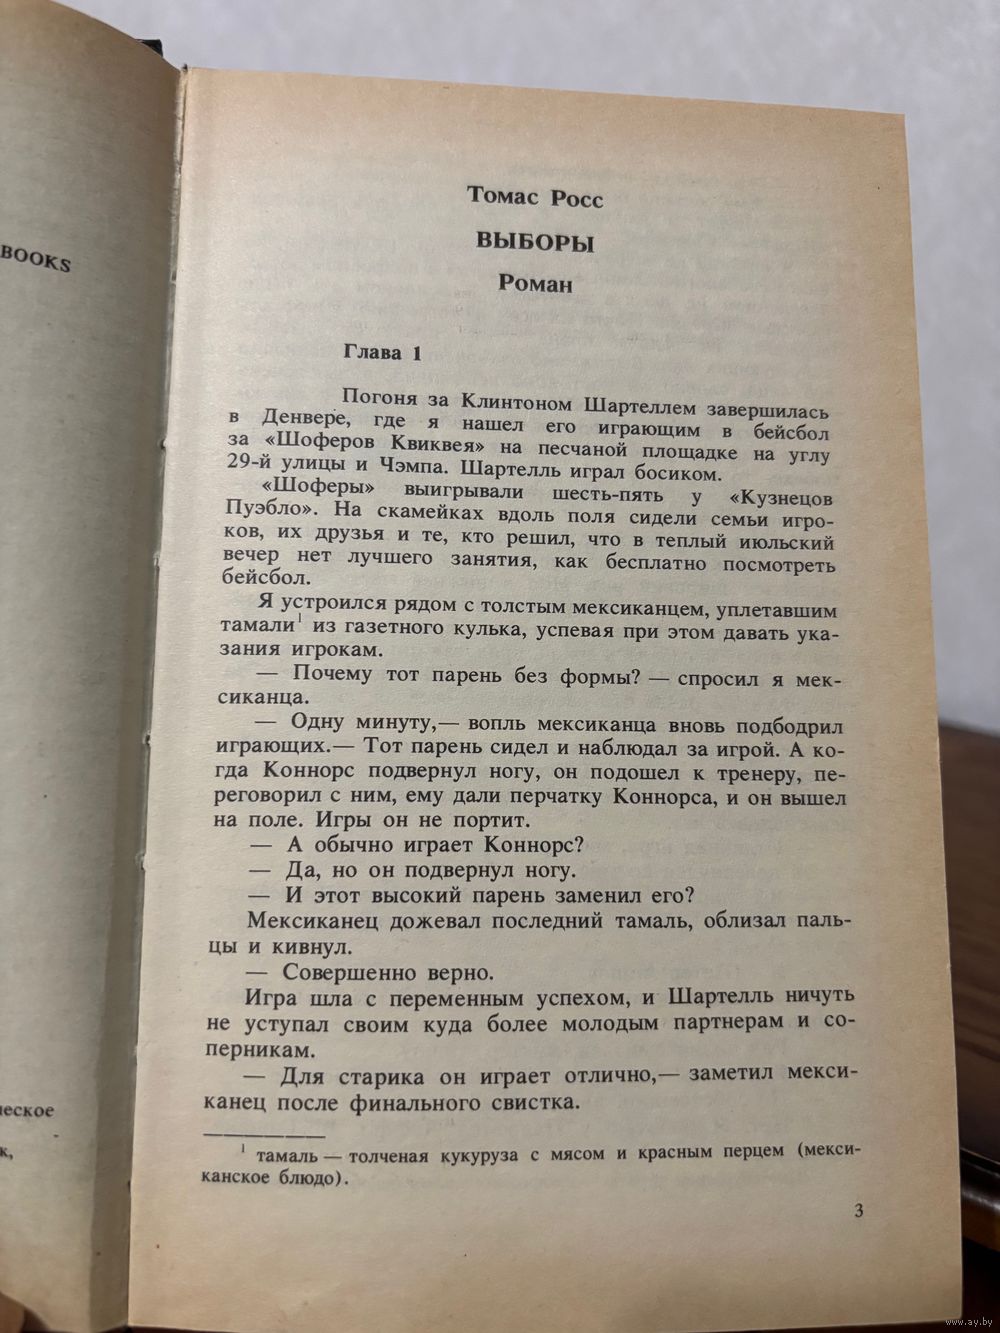 BOOKS
ческое
к,
Томас Росс
ВЫБОРЫ
Роман
Глава 1
Погоня за Клинтоном Шартеллем завершилась
в Денвере, где я нашел его играющим в бейсбол
за «Шоферов Квиквея» на песчаной площадке на углу
29-й улицы и Чэмпа. Шартелль играл босиком.
«Шоферы» выигрывали шесть-пять у «Кузнецов
Пуэбло». На скамейках вдоль поля сидели семьи игро-
ков, их друзья и те, кто решил, что в теплый июльский
вечер нет лучшего занятия, как бесплатно посмотреть
бейсбол.
Я устроился рядом с толстым мексиканцем, уплетавшим
тамали¹ из газетного кулька, успевая при этом давать ука-
зания игрокам.
— Почему тот парень без формы? — спросил я мек-
сиканца.
— Одну минуту,— вопль мексиканца вновь подбодрил
играющих.— Тот парень сидел и наблюдал за игрой. А ко-
гда Коннорс подвернул ногу, он подошел к тренеру, пе-
реговорил с ним, ему дали перчатку Коннорса, и он вышел
на поле. Игры он не портит.
— А обычно играет Коннорс?
— Да, но он подвернул ногу.
— И этот высокий парень заменил его?
Мексиканец дожевал последний тамаль, облизал паль-
цы и кивнул.
— Совершенно верно.
Игра шла с переменным успехом, и Шартелль ничуть
не уступал своим куда более молодым партнерам и со-
перникам.
— Для старика он играет отлично,— заметил мекси-
канец после финального свистка.
¹ тамаль — толченая кукуруза с мясом и красным перцем (мекси-
канское блюдо).
3
www.ay.by